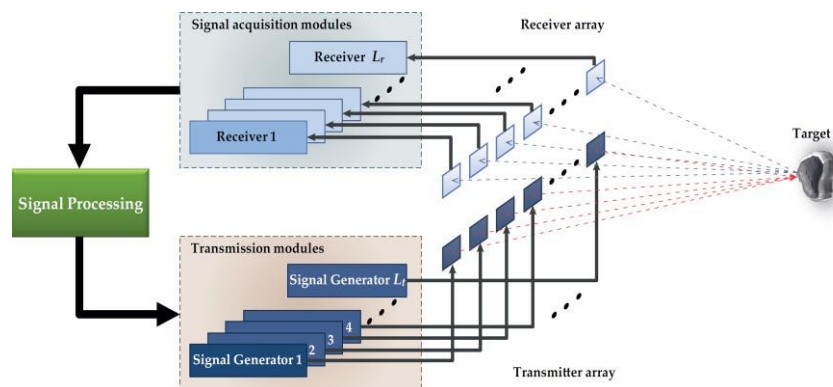 Signal acquisition modules
Receiver array
Receiver Lr
Receiver 1
Target
Signal Processing
Transmission modules
Signal Generator Lt
4
3
2
Signal Generator 1
Transmitter array